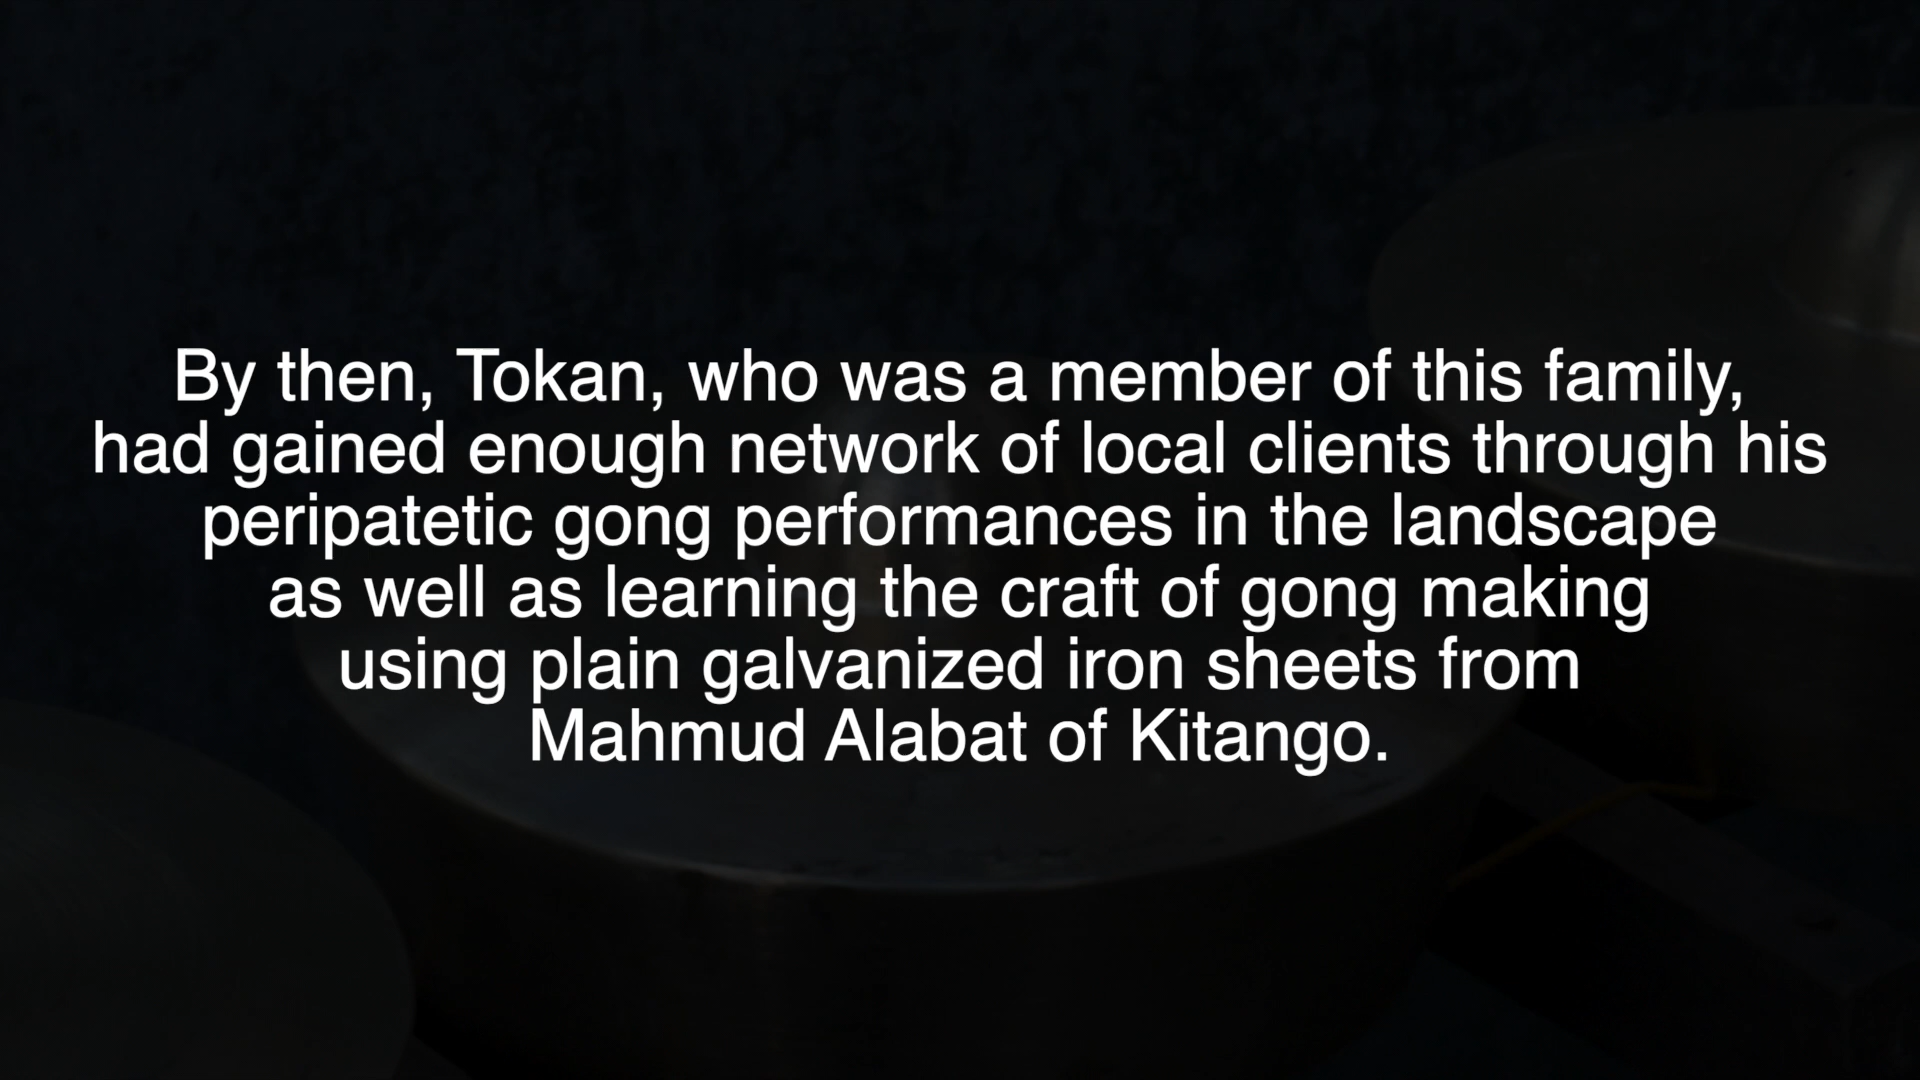 By then, Tokan, who was a member of this family,
had gained enough network of local clients through his
peripatetic gong performances in the landscape
as well as learning the craft of gong making
using plain galvanized iron sheets from
Mahmud Alabat of Kitango.